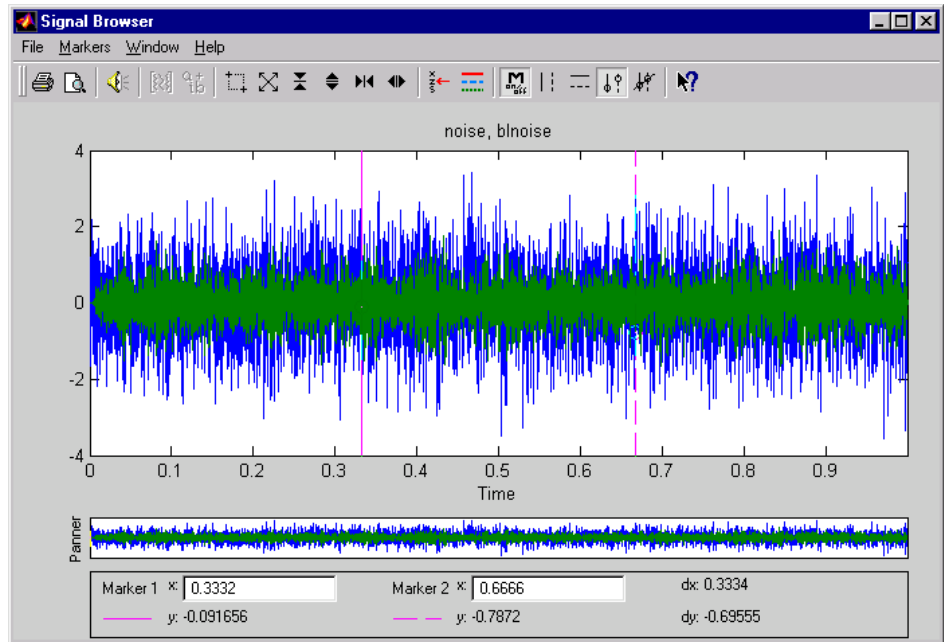 Signal Browser
File Markers Window Help
M
on/off
noise, blnoise
4
2
0
-2
-4
0 0.1 0.2 0.3 0.4 0.5 0.6 0.7 0.8 0.9
Time
Panner
Marker 1 x: 0.3332 Marker 2 x: 0.6666 dx: 0.3334
y: -0.091656 y: -0.7872 dy: -0.69555